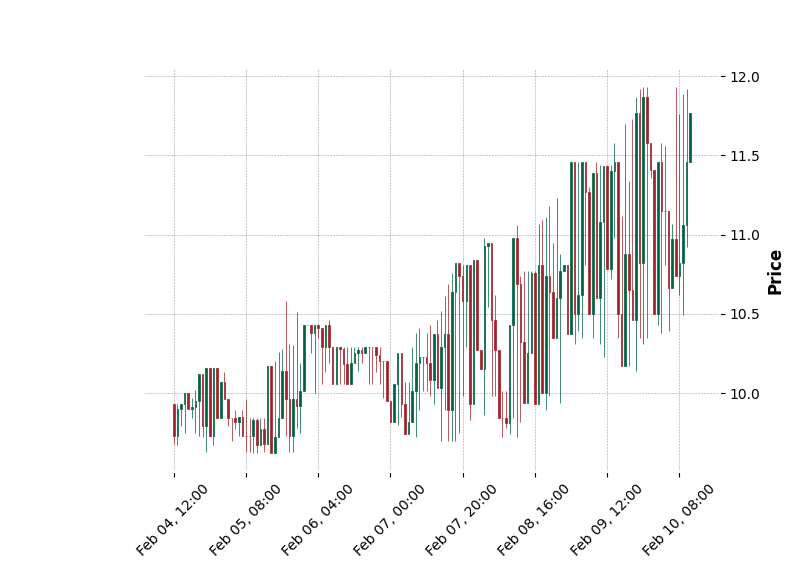 12.0
11.5
11.0
10.5
10.0
Price
Feb 04, 12:00
Feb 05, 08:00
Feb 06, 04:00
Feb 07, 00:00
Feb 07, 20:00
Feb 08, 16:00
Feb 09, 12:00
Feb 10, 08:00